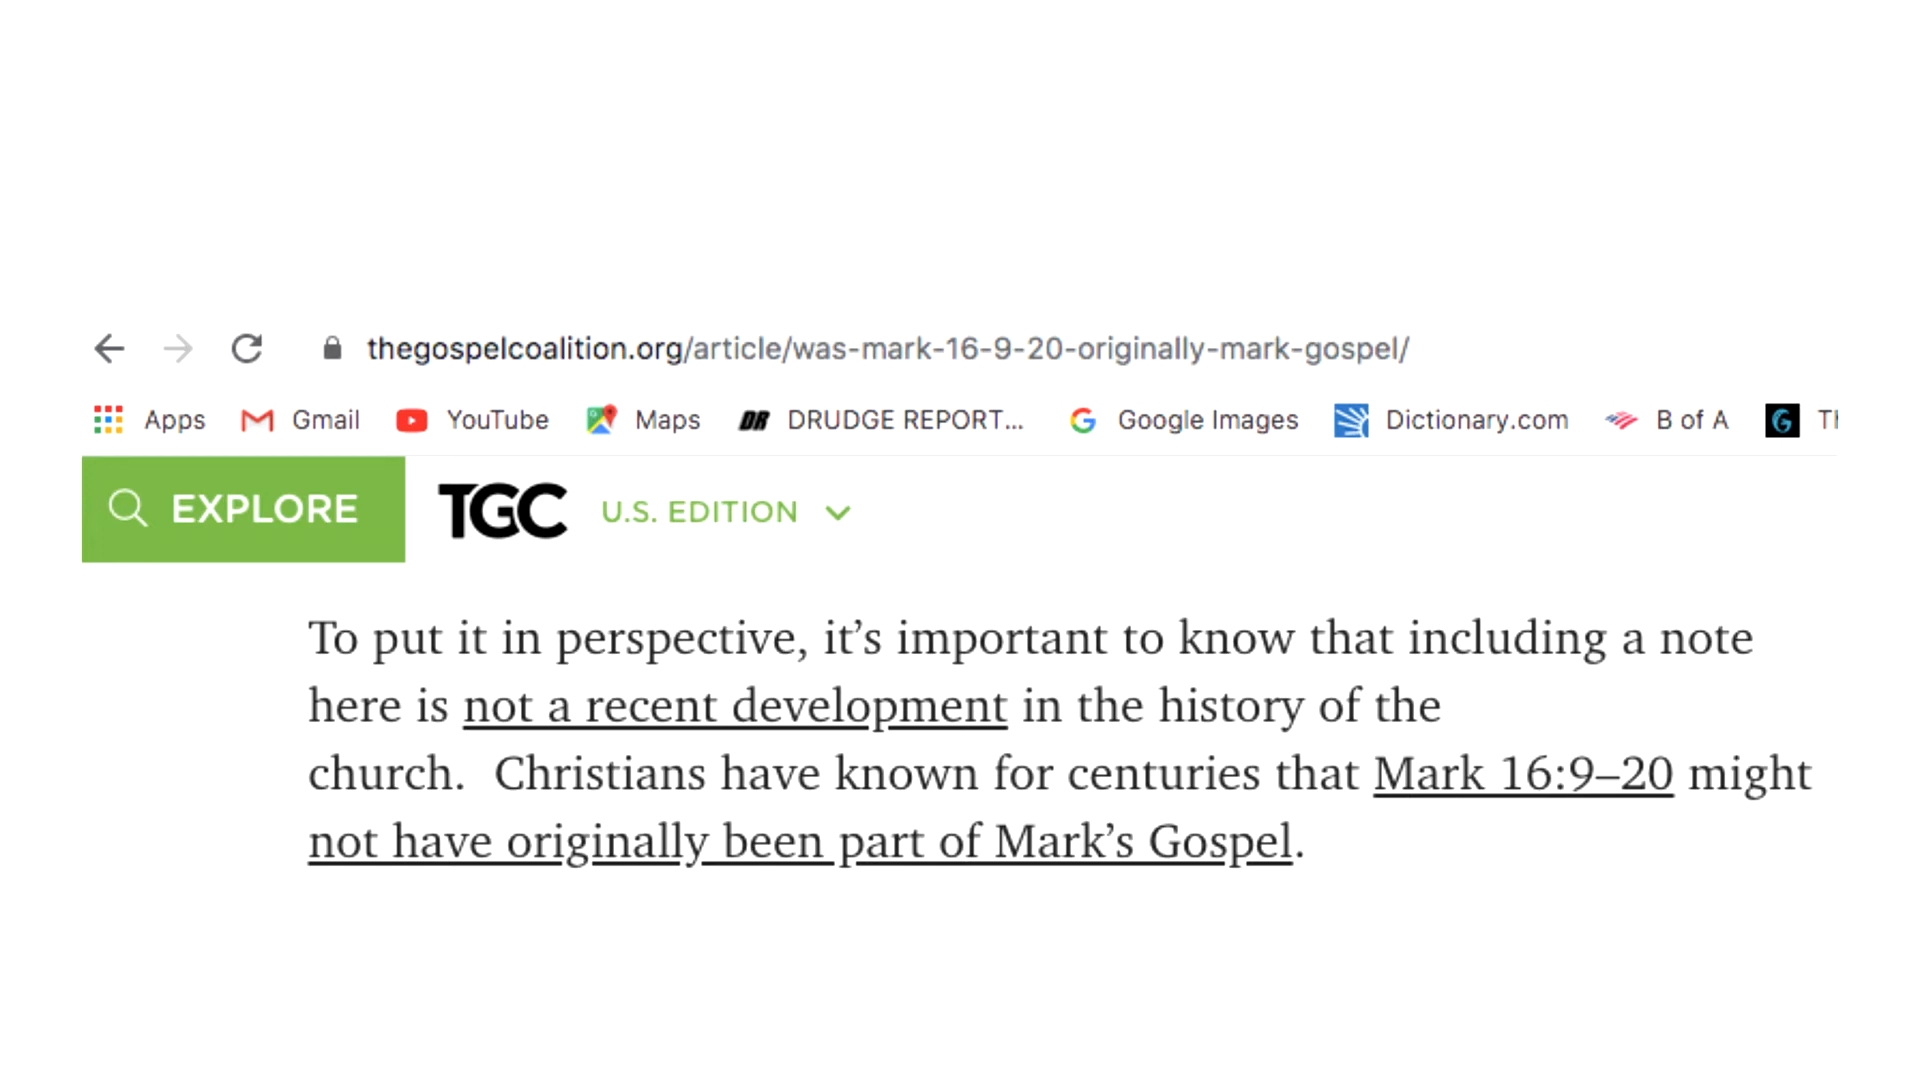 thegospelcoalition.org/article/was-mark-16-9-20-originally-mark-gospel/
Apps Gmail YouTube Maps DR DRUDGE REPORT... Google Images Dictionary.com B of A
EXPLORE TGC U.S. EDITION
To put it in perspective, it’s important to know that including a note
here is not a recent development in the history of the
church. Christians have known for centuries that Mark 16:9–20 might
not have originally been part of Mark’s Gospel.